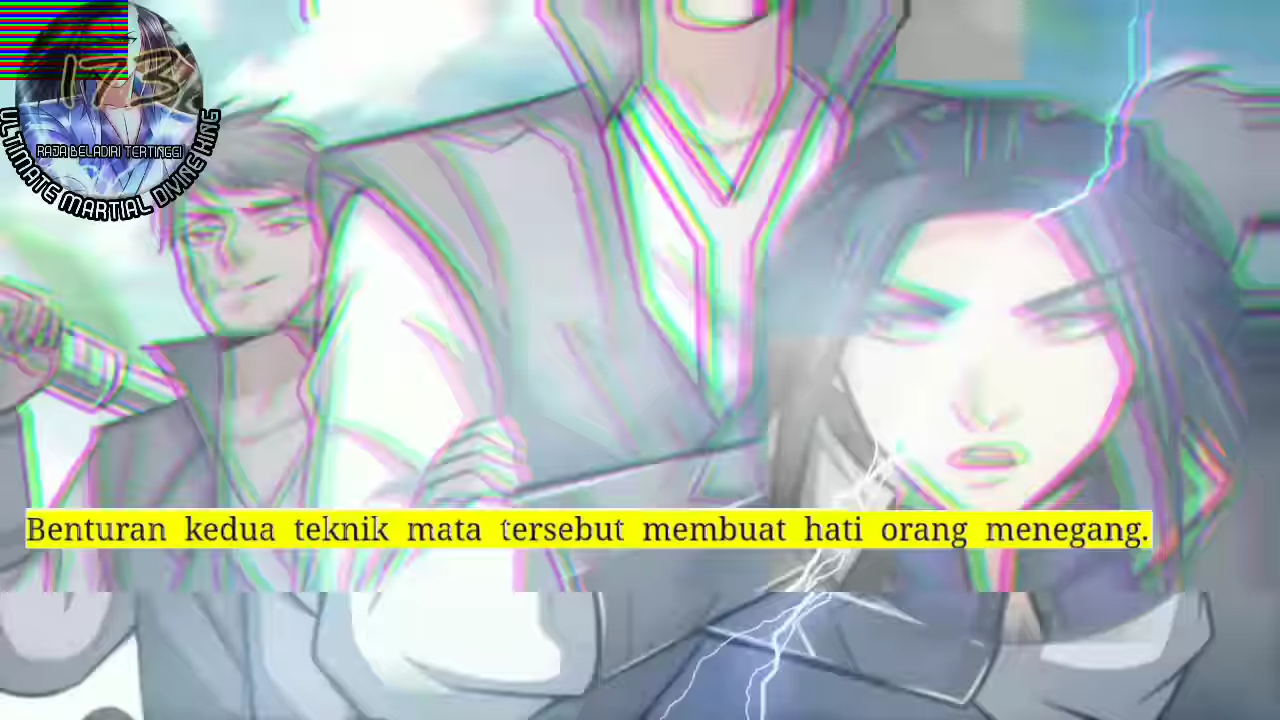 173
RAJA BELADIRI TERTINGGI
ULTIMATE MARTIAL DIVINE KING
Benturan kedua teknik mata tersebut membuat hati orang menegang.